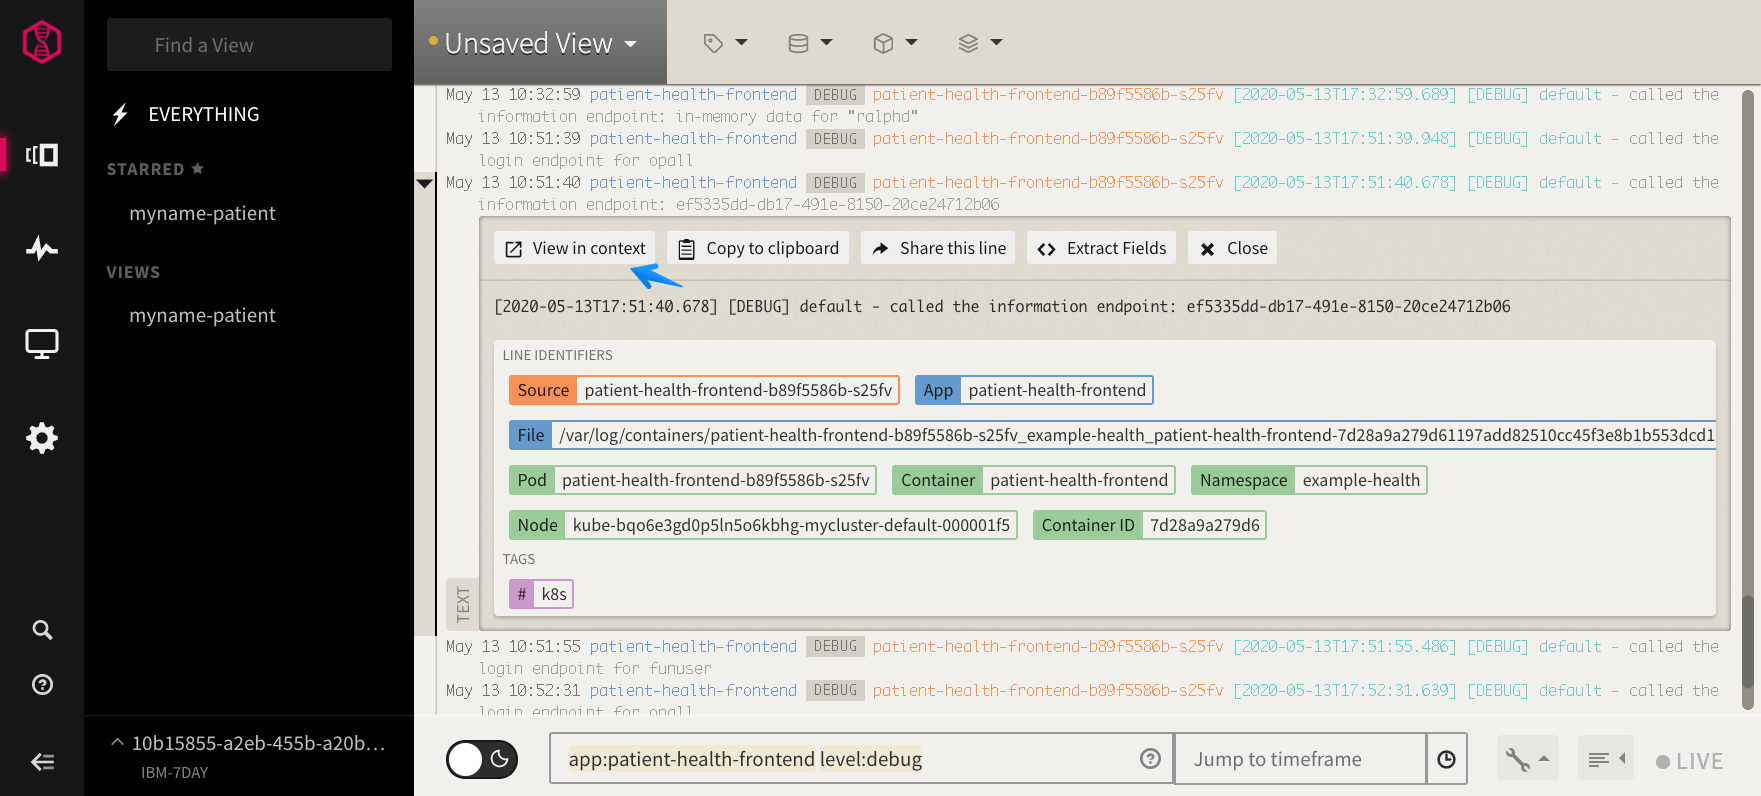 Find a View
EVERYTHING
STARRED
myname-patient
VIEWS
myname-patient
10b15855-a2eb-455b-a20b...
IBM-7DAY
Unsaved View
May 13 10:32:59 patient-health-frontend DEBUG patient-health-frontend-b89f5586b-s25fv [2020-05-13T17:32:59.689] [DEBUG] default - called the
information endpoint: in-memory data for "ralphd"
May 13 10:51:39 patient-health-frontend DEBUG patient-health-frontend-b89f5586b-s25fv [2020-05-13T17:51:39.948] [DEBUG] default - called the
login endpoint for opall
May 13 10:51:40 patient-health-frontend DEBUG patient-health-frontend-b89f5586b-s25fv [2020-05-13T17:51:40.678] [DEBUG] default - called the
information endpoint: ef5335dd-db17-491e-8150-20ce24712b06
View in context Copy to clipboard Share this line Extract Fields Close
[2020-05-13T17:51:40.678] [DEBUG] default - called the information endpoint: ef5335dd-db17-491e-8150-20ce24712b06
LINE IDENTIFIERS
Source patient-health-frontend-b89f5586b-s25fv App patient-health-frontend
File /var/log/containers/patient-health-frontend-b89f5586b-s25fv_example-health_patient-health-frontend-7d28a9a279d61197add82510cc45f3e8b1b553dcd1
Pod patient-health-frontend-b89f5586b-s25fv Container patient-health-frontend Namespace example-health
Node kube-bqo6e3gd0p5ln5o6kbhg-mycluster-default-000001f5 Container ID 7d28a9a279d6
TAGS
# k8s
TEXT
May 13 10:51:55 patient-health-frontend DEBUG patient-health-frontend-b89f5586b-s25fv [2020-05-13T17:51:55.486] [DEBUG] default - called the
login endpoint for funuser
May 13 10:52:31 patient-health-frontend DEBUG patient-health-frontend-b89f5586b-s25fv [2020-05-13T17:52:31.639] [DEBUG] default - called the
login endpoint for opall
app:patient-health-frontend level:debug
Jump to timeframe
LIVE